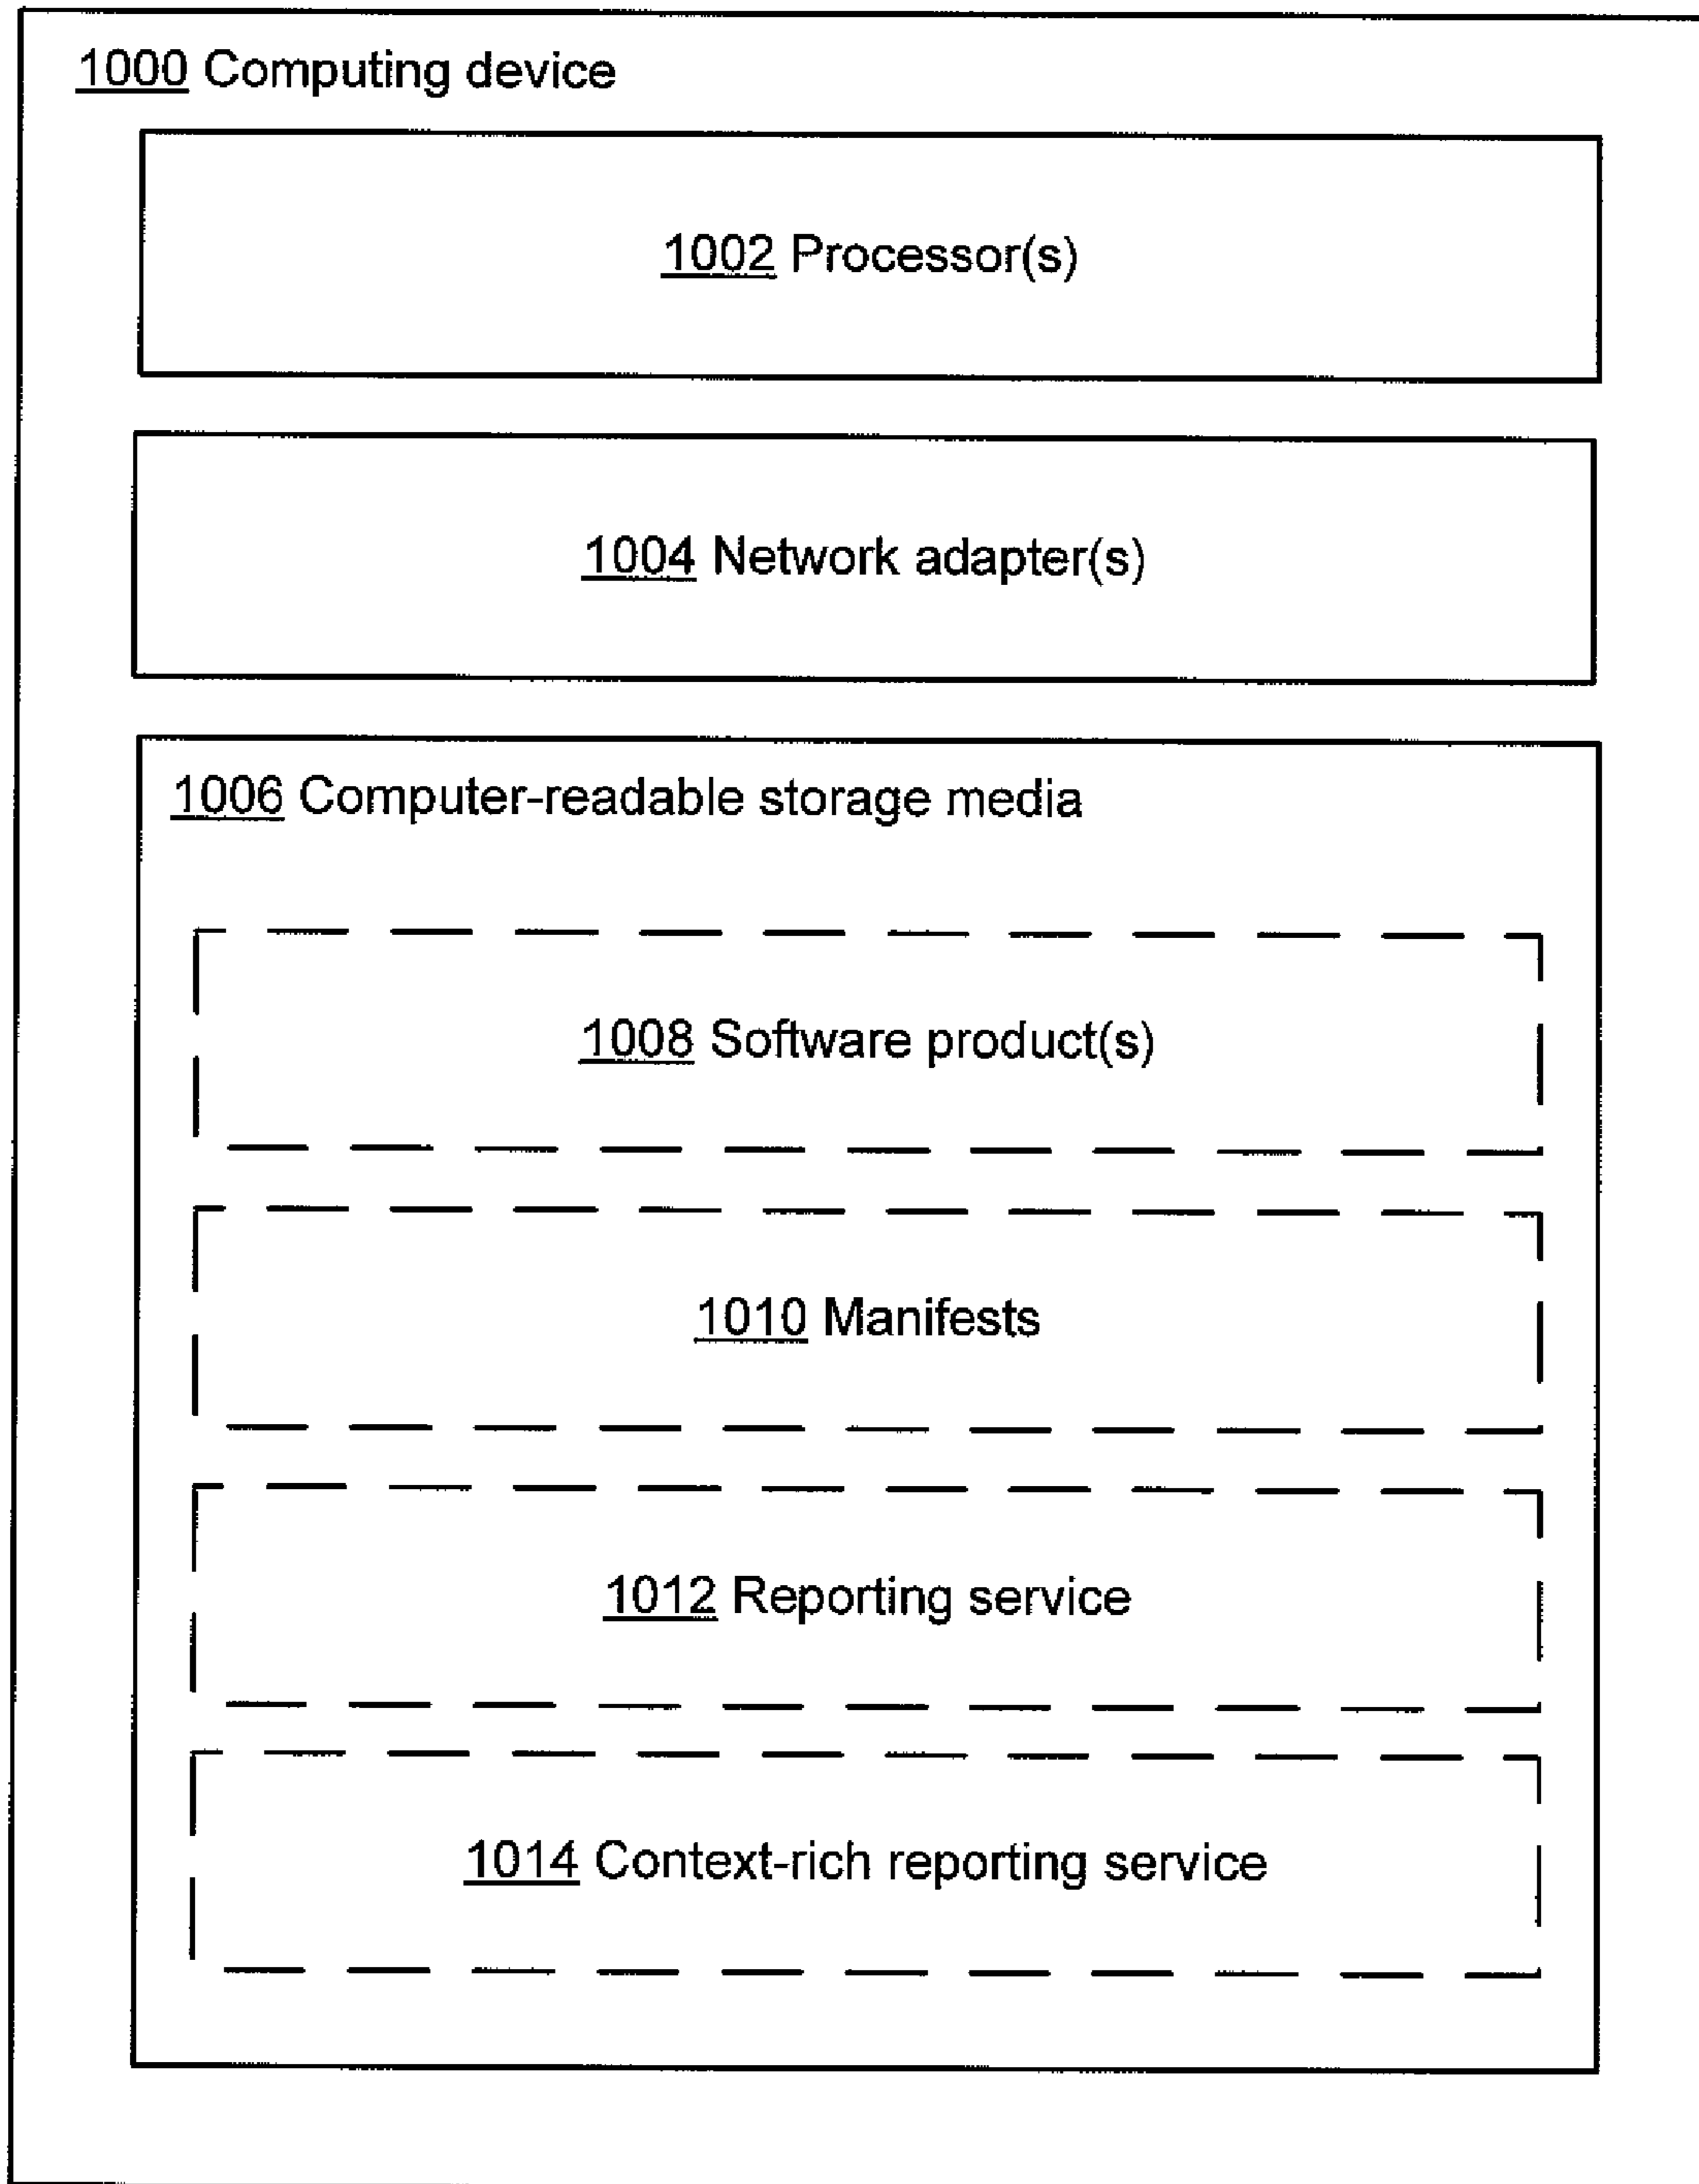 1000 Computing device
1002 Processor(s)
1004 Network adapter(s)
1006 Computer-readable storage media
1008 Software product(s)
1010 Manifests
1012 Reporting service
1014 Context-rich reporting service